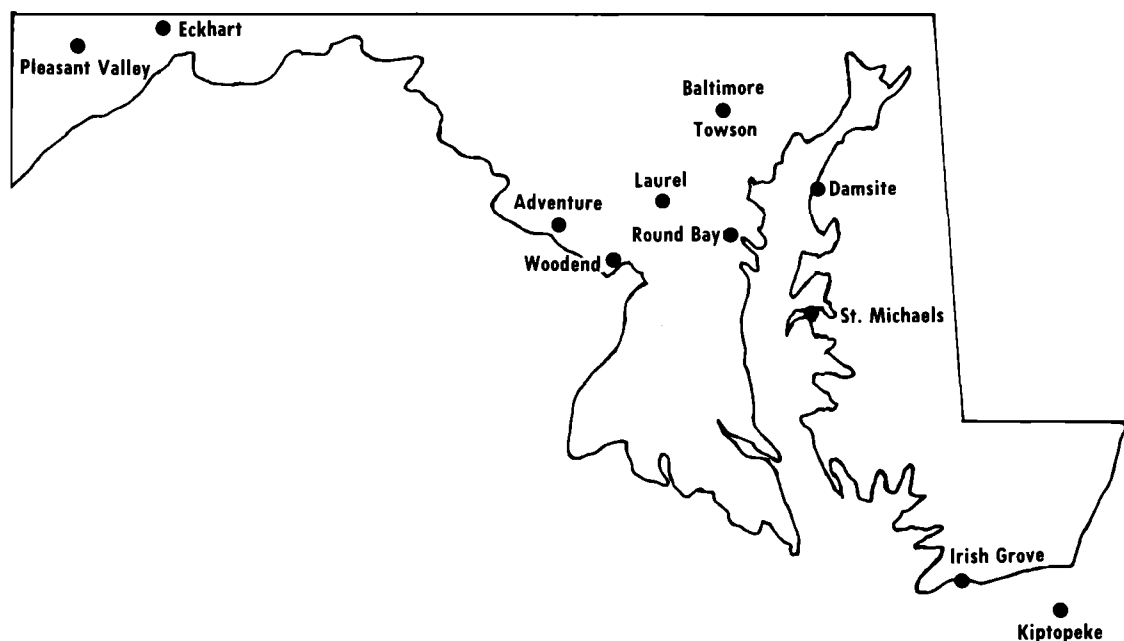 Eckhart
Pleasant Valley
Baltimore
Towson
Laurel
Damsite
Adventure
Round Bay
Woodend
St. Michaels
Irish Grove
Kiptopeke